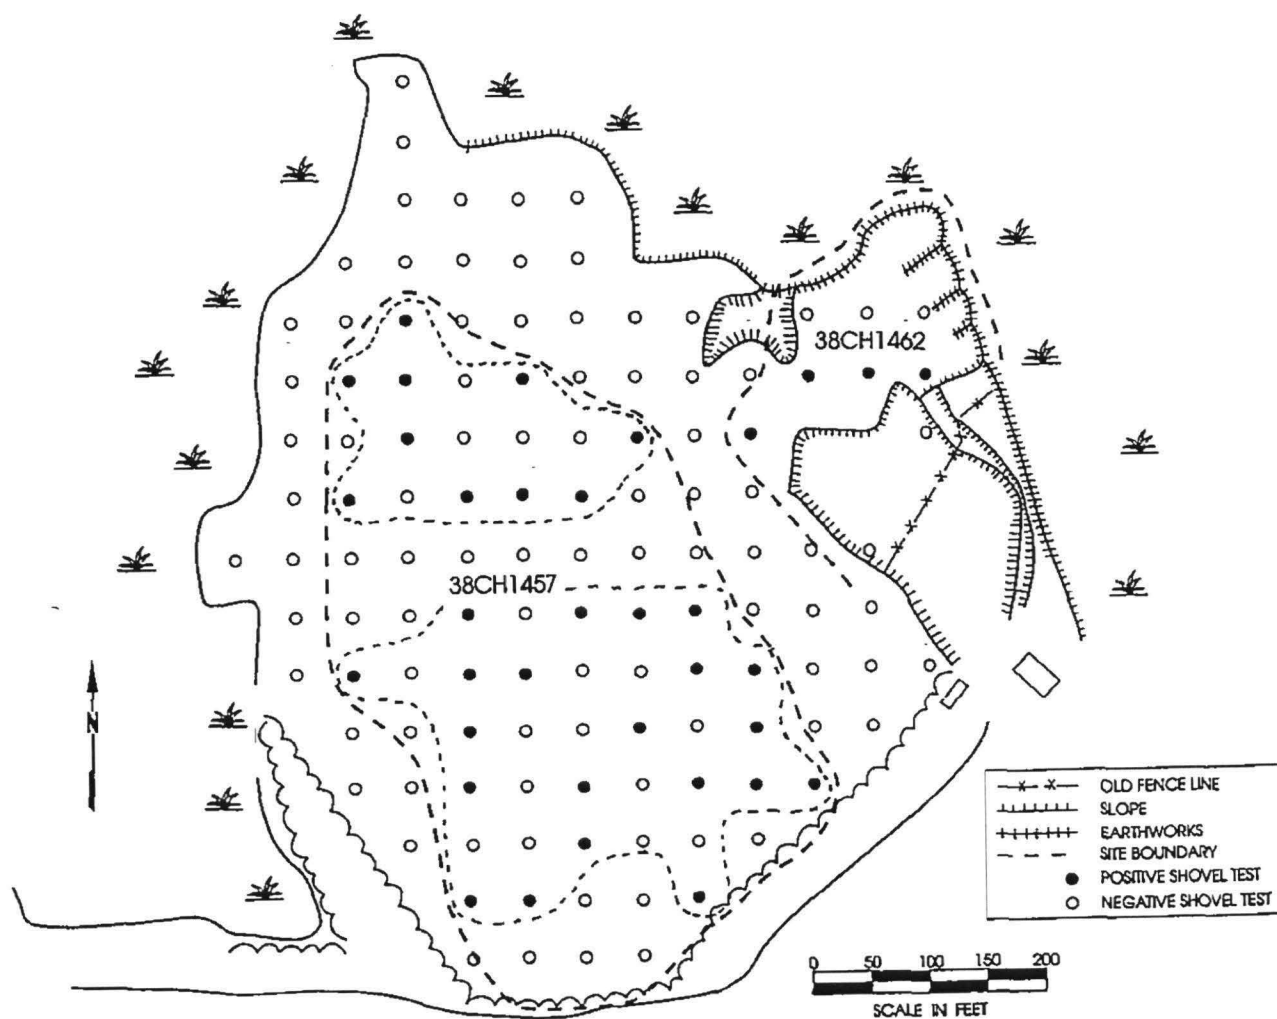 38CH1462
38CH1457
N
OLD FENCE LINE
SLOPE
EARTHWORKS
SITE BOUNDARY
POSITIVE SHOVEL TEST
NEGATIVE SHOVEL TEST
0 50 100 150 200
SCALE IN FEET